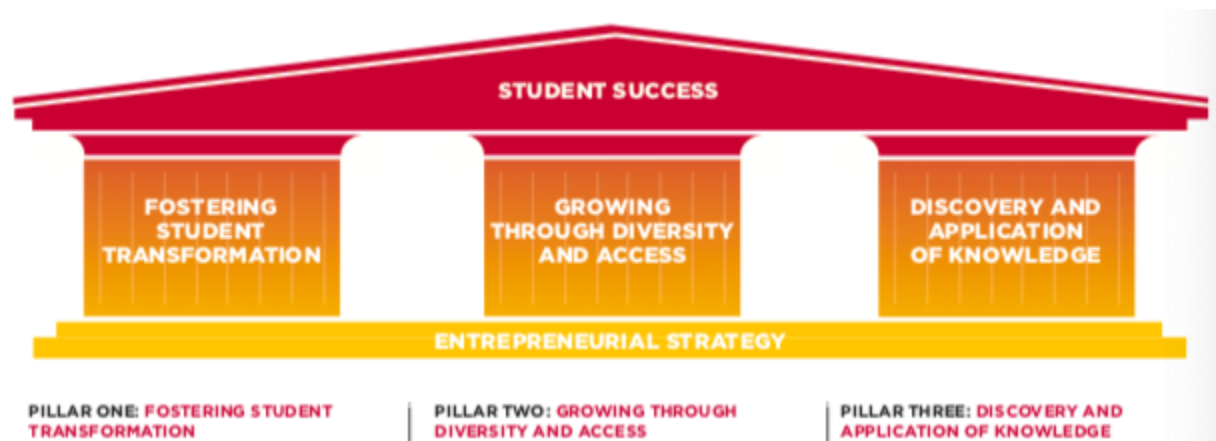 STUDENT SUCCESS
FOSTERING
STUDENT
TRANSFORMATION
GROWING
THROUGH DIVERSITY
AND ACCESS
DISCOVERY AND
APPLICATION
OF KNOWLEDGE
ENTREPRENEURIAL STRATEGY
PILLAR ONE: FOSTERING STUDENT
TRANSFORMATION
PILLAR TWO: GROWING THROUGH
DIVERSITY AND ACCESS
PILLAR THREE: DISCOVERY AND
APPLICATION OF KNOWLEDGE